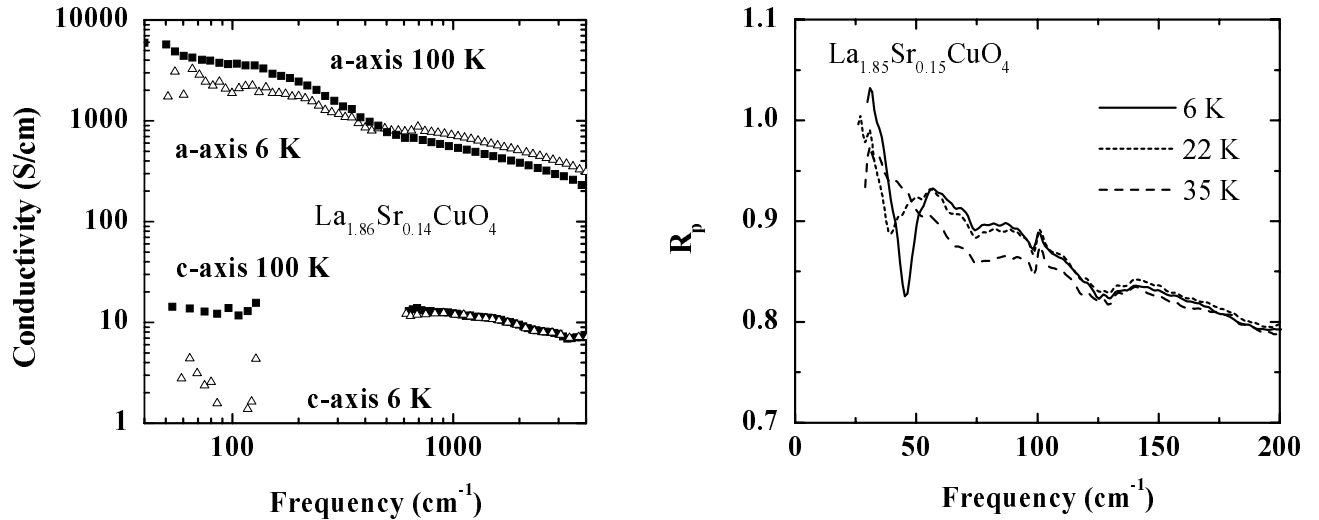 10000
1000
100
10
1
Conductivity (S/cm)
a-axis 100 K
a-axis 6 K
La1.86Sr0.14CuO4
c-axis 100 K
c-axis 6 K
100 1000
Frequency (cm-1)
1.0
0.9
0.8
0.7
Rp
La1.85Sr0.15CuO4
6 K
22 K
35 K
0 50 100 150 200
Frequency (cm-1)